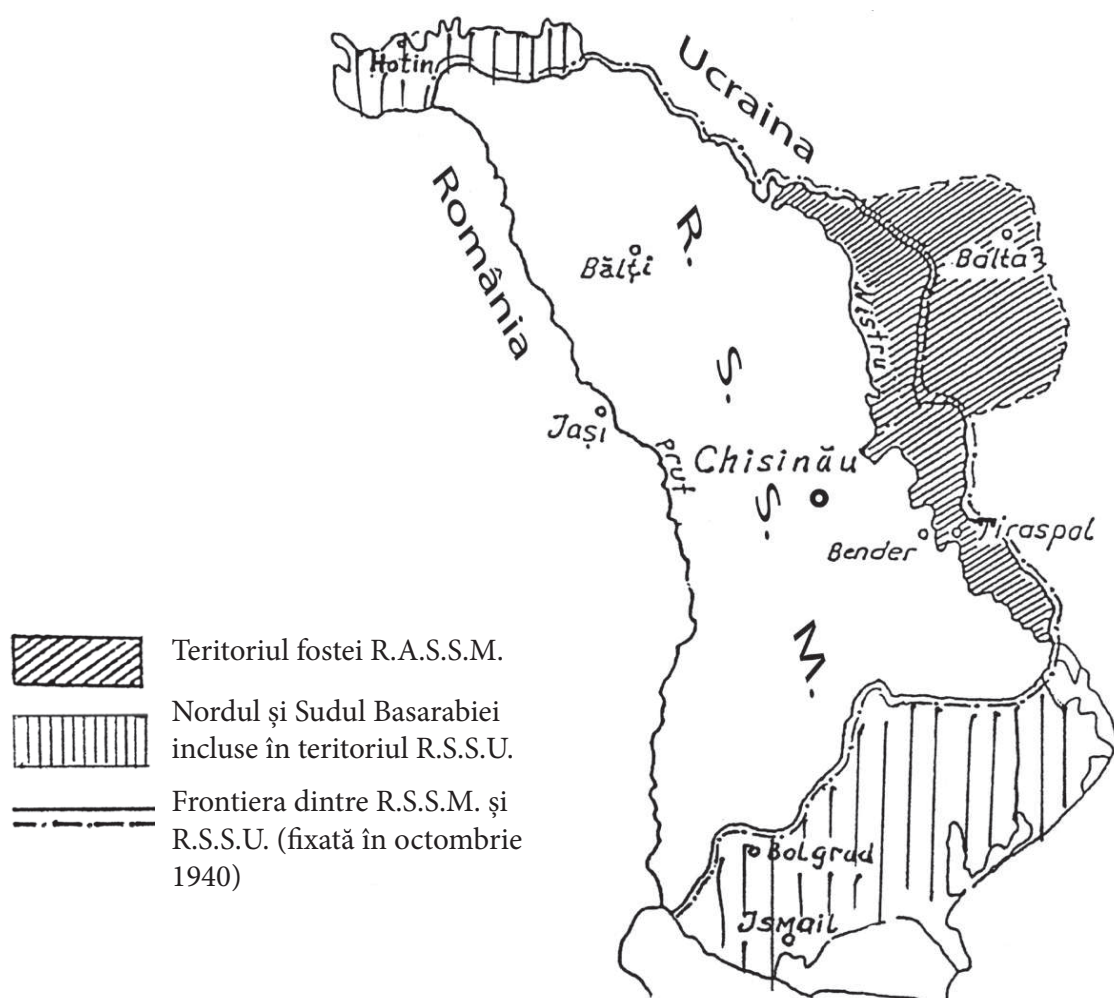 Hotin
Ucraina
România
R.
Bălți
Balta
Nistru
S.
Jași
Prut
Chisinău
S.
Bender
Tiraspol
M.
Teritoriul fostei R.A.S.S.M.
Nordul și Sudul Basarabiei
incluse în teritoriul R.S.S.U.
Frontiera dintre R.S.S.M. și
R.S.S.U. (fixată în octombrie
1940)
Bolgrad
Ismail